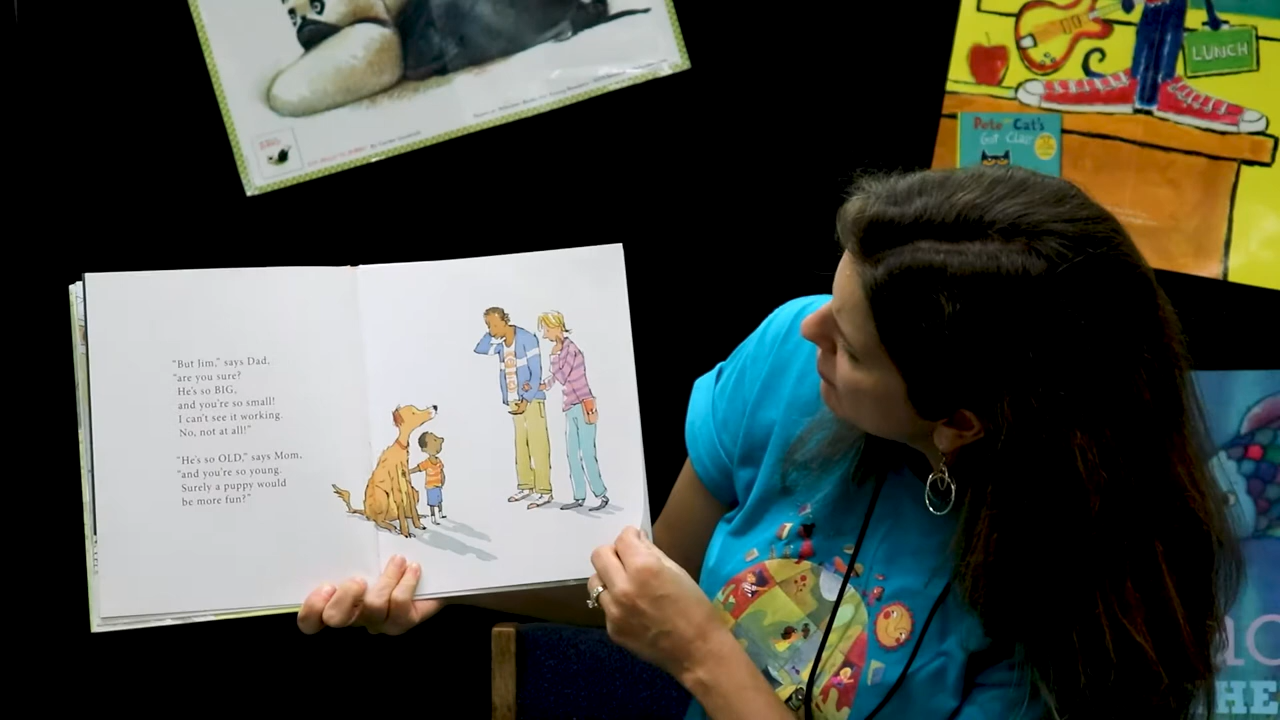 LUNCH
Pete the Cat's
Got Class
"But Jim," says Dad,
"are you sure?
He's so BIG,
and you're so small!
I can't see it working.
No, not at all!"
"He's so OLD," says Mom,
"and you're so young.
Surely a puppy would
be more fun?"
THE